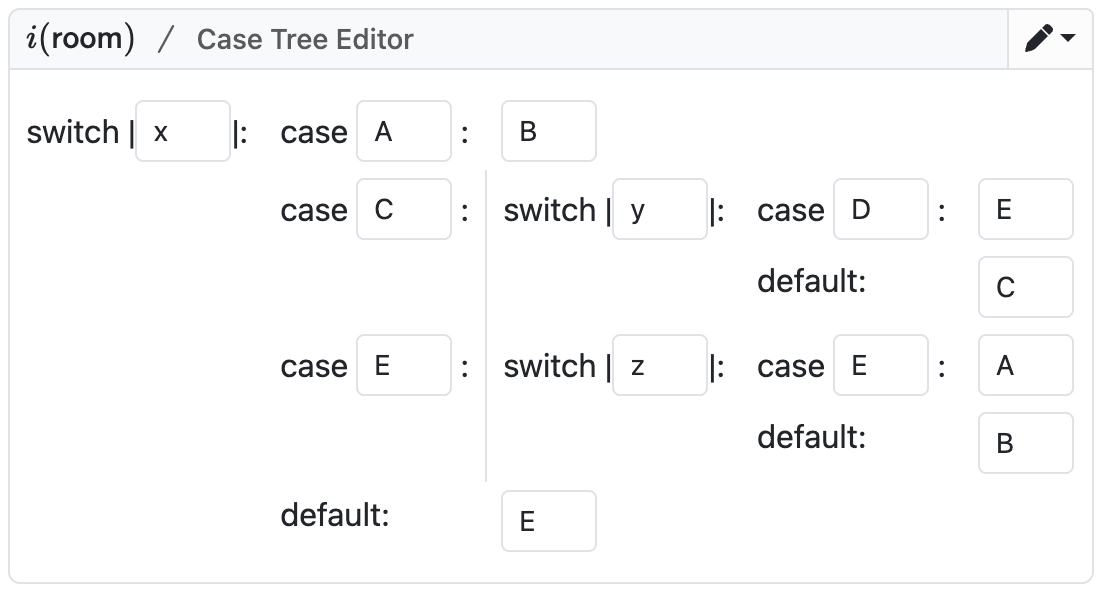 i(room) / Case Tree Editor
switch |x|: case A : B
case C : switch |y|: case D : E
default: C
case E : switch |z|: case E : A
default: B
default: E